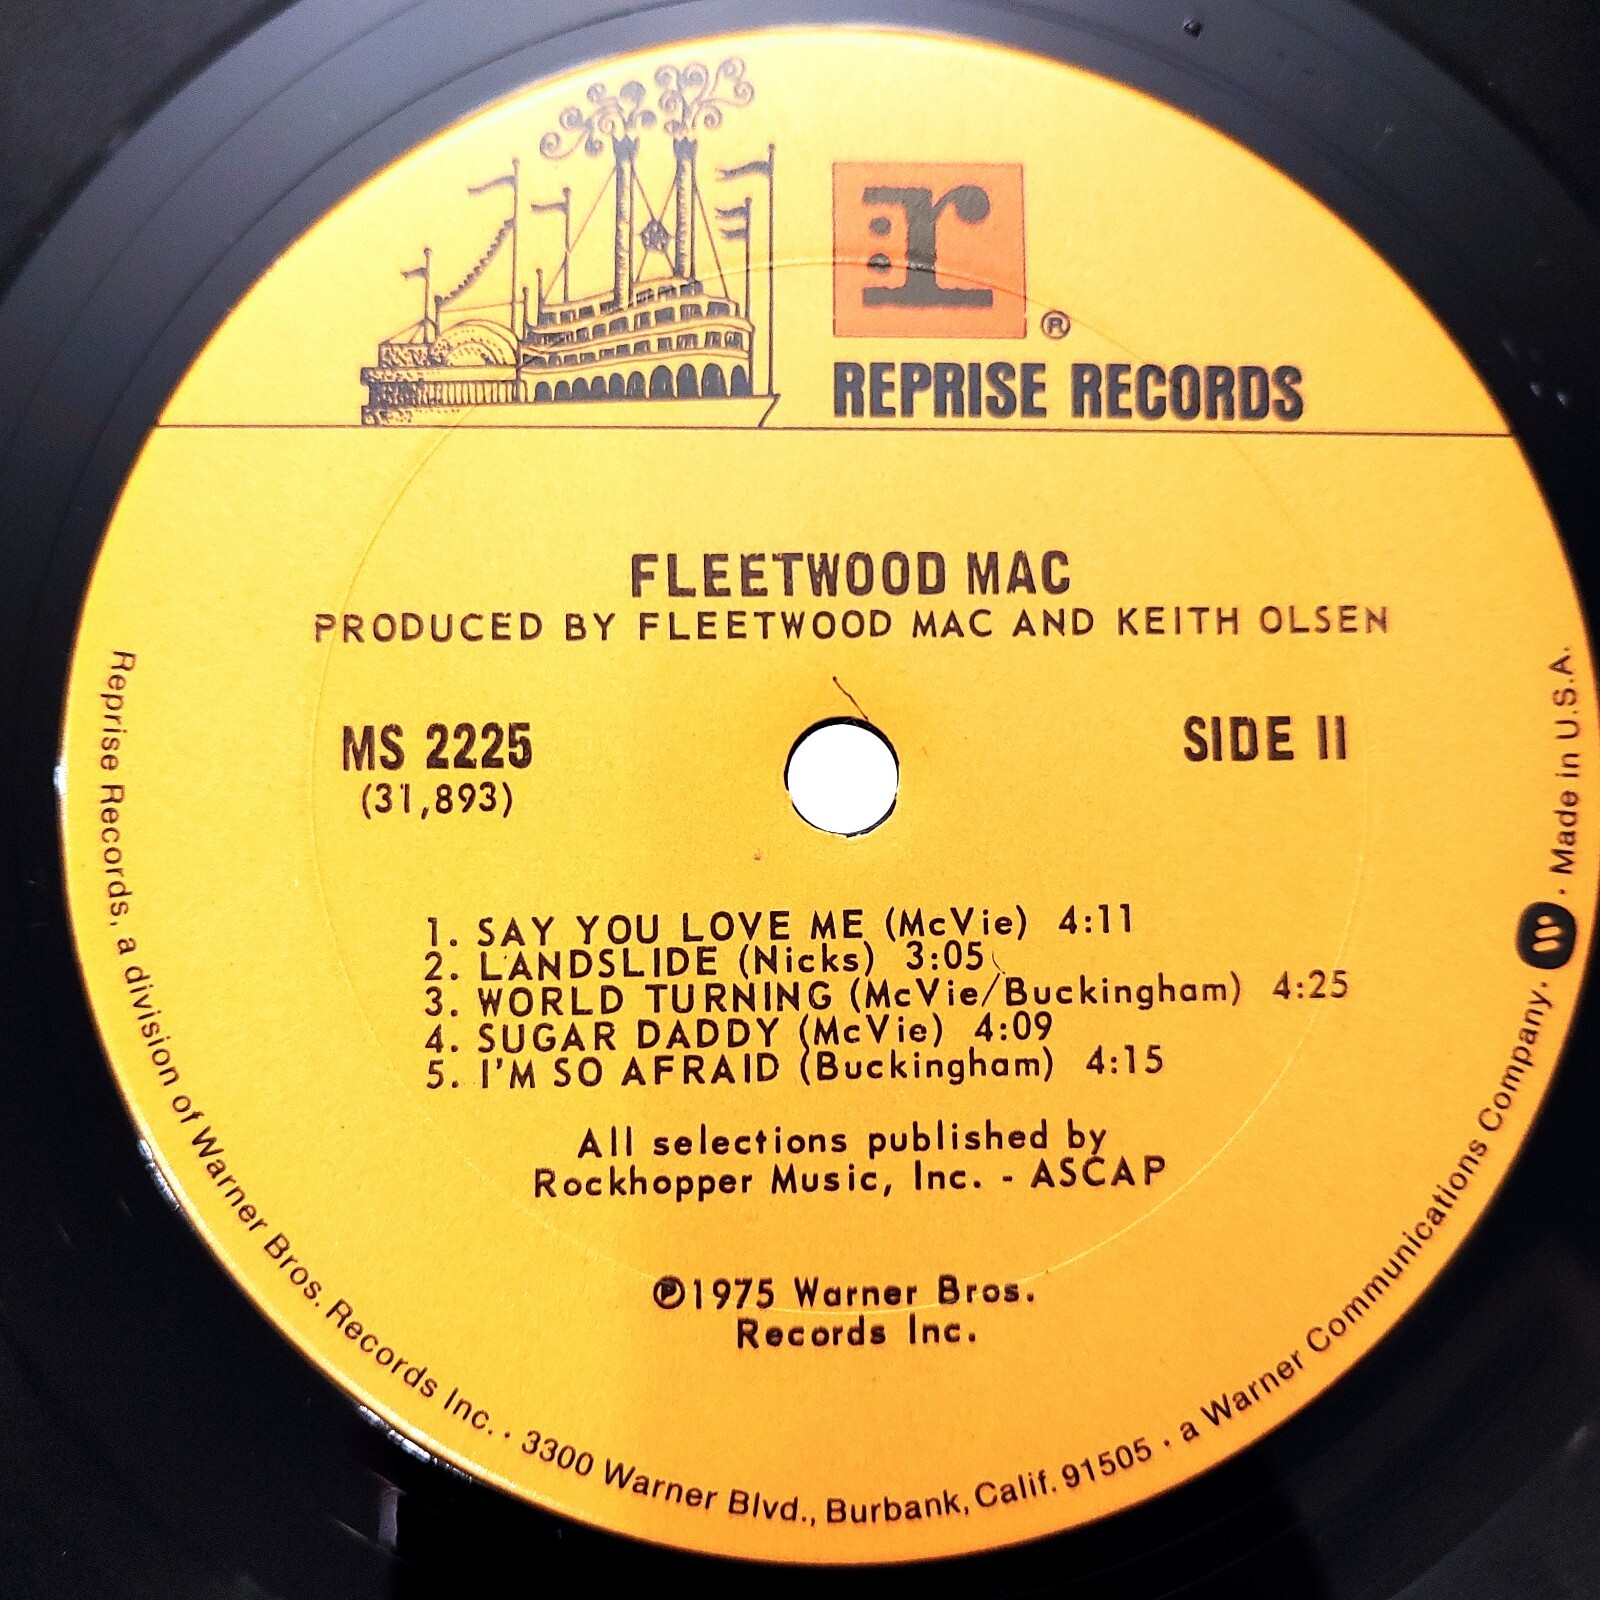 r
®
REPRISE RECORDS
FLEETWOOD MAC
PRODUCED BY FLEETWOOD MAC AND KEITH OLSEN
MS 2225
(31,893)
SIDE II
1. SAY YOU LOVE ME (McVie) 4:11
2. LANDSLIDE (Nicks) 3:05
3. WORLD TURNING (McVie/Buckingham) 4:25
4. SUGAR DADDY (McVie) 4:09
5. I'M SO AFRAID (Buckingham) 4:15
All selections published by
Rockhopper Music, Inc. - ASCAP
℗1975 Warner Bros.
Records Inc.
Reprise Records, a division of Warner Bros. Records Inc. · 3300 Warner Blvd., Burbank, Calif. 91505 · a Warner Communications Company · W · Made in U.S.A.